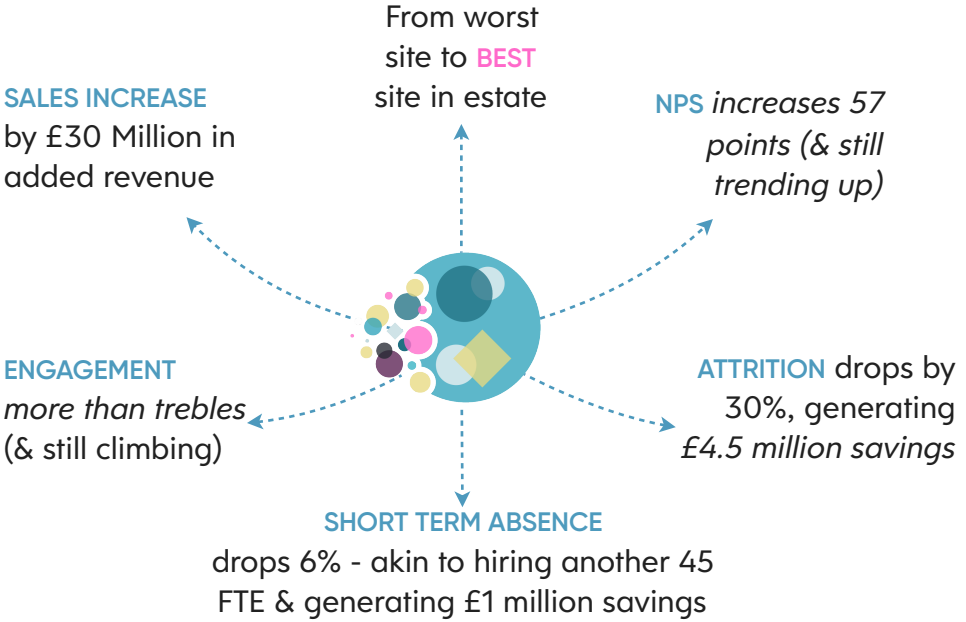 From worst
site to BEST
site in estate
SALES INCREASE
by £30 Million in
added revenue
NPS increases 57
points (& still
trending up)
ENGAGEMENT
more than trebles
(& still climbing)
ATTRITION drops by
30%, generating
£4.5 million savings
SHORT TERM ABSENCE
drops 6% - akin to hiring another 45
FTE & generating £1 million savings